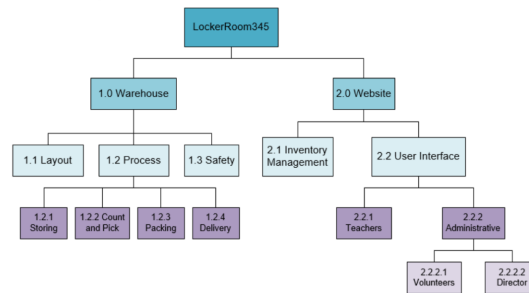 LockerRoom345
1.0 Warehouse
2.0 Website
1.1 Layout
1.2 Process
1.3 Safety
2.1 Inventory
Management
2.2 User Interface
1.2.1
Storing
1.2.2 Count
and Pick
1.2.3
Packing
1.2.4
Delivery
2.2.1
Teachers
2.2.2
Administrative
2.2.2.1
Volunteers
2.2.2.2
Director